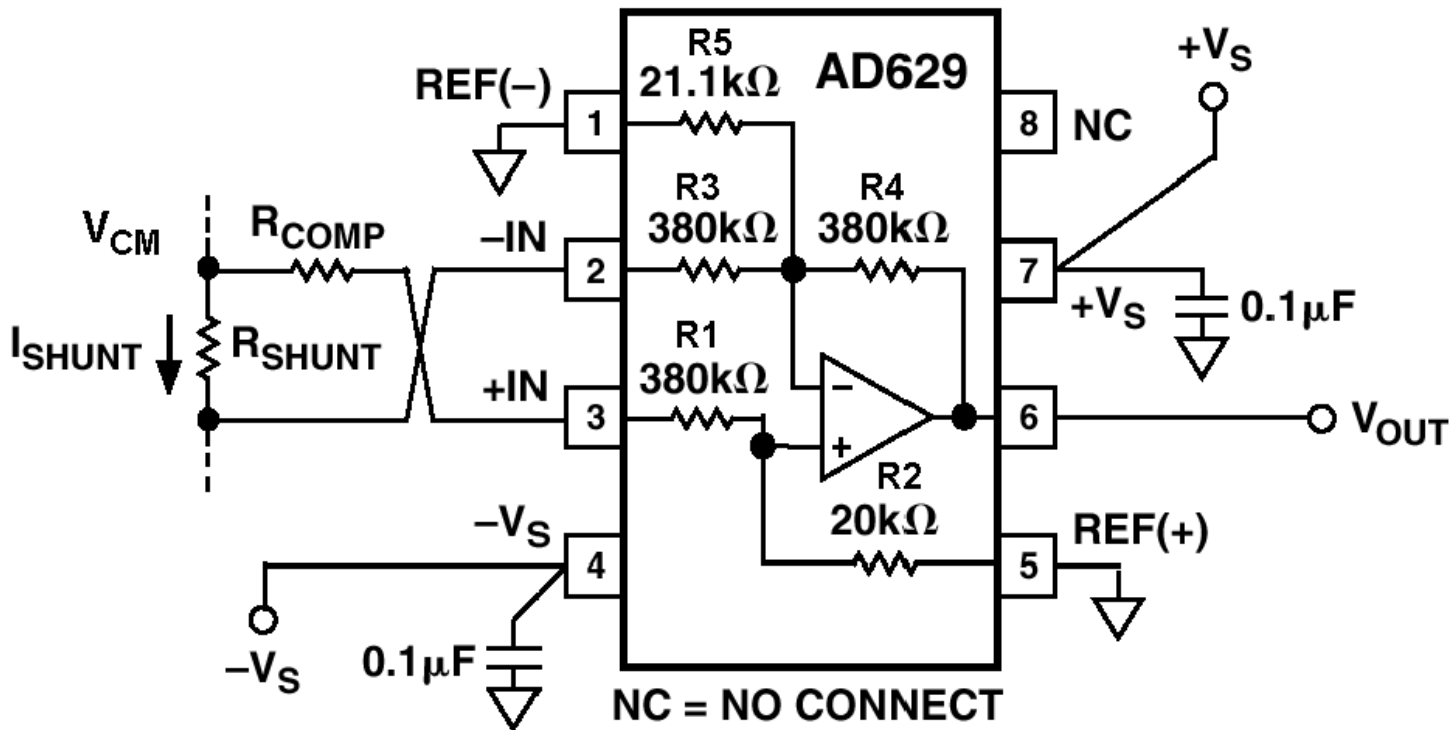 R5
21.1kΩ
AD629
+VS
REF(–)
1
8
NC
VCM
RCOMP
–IN
2
R3
380kΩ
R4
380kΩ
7
+VS
0.1µF
ISHUNT
RSHUNT
R1
380kΩ
+IN
3
–
+
6
VOUT
R2
20kΩ
–VS
4
5
REF(+)
–VS
0.1µF
NC = NO CONNECT